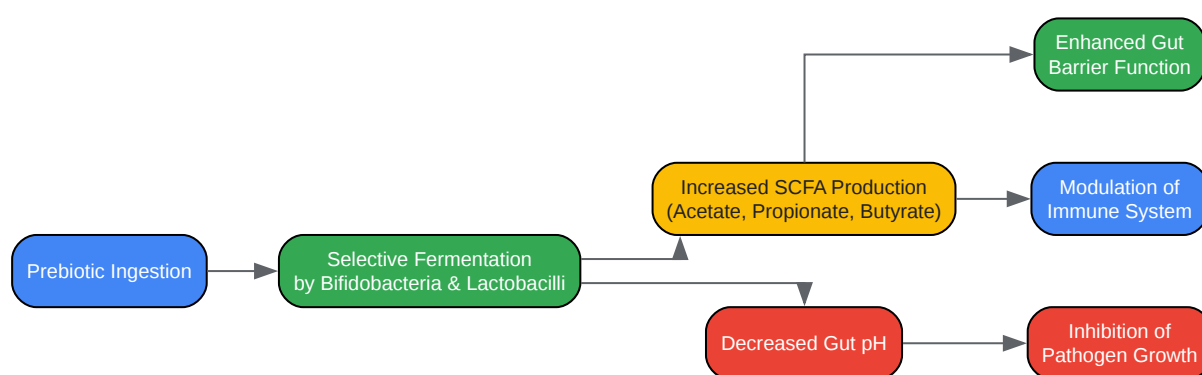 Prebiotic Ingestion
Selective Fermentation
by Bifidobacteria & Lactobacilli
Increased SCFA Production
(Acetate, Propionate, Butyrate)
Decreased Gut pH
Enhanced Gut
Barrier Function
Modulation of
Immune System
Inhibition of
Pathogen Growth